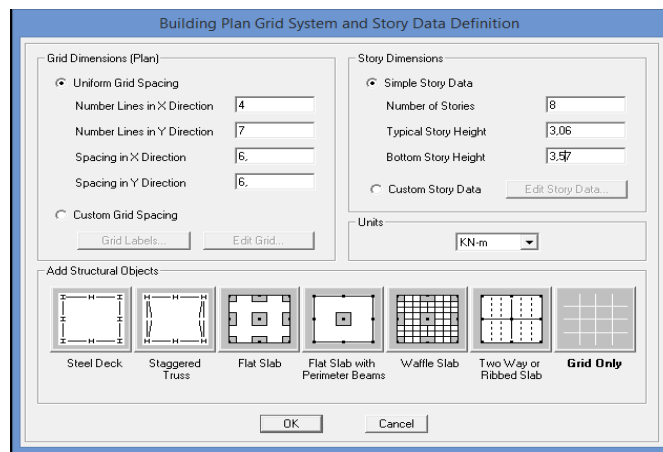 Building Plan Grid System and Story Data Definition
Grid Dimensions (Plan)
Uniform Grid Spacing
Number Lines in X Direction 4
Number Lines in Y Direction 7
Spacing in X Direction 6,
Spacing in Y Direction 6,
Custom Grid Spacing
Grid Labels... Edit Grid...
Story Dimensions
Simple Story Data
Number of Stories 8
Typical Story Height 3,06
Bottom Story Height 3,57
Custom Story Data Edit Story Data...
Units
KN-m
Add Structural Objects
Steel Deck
Staggered
Truss
Flat Slab
Flat Slab with
Perimeter Beams
Waffle Slab
Two Way or
Ribbed Slab
Grid Only
OK Cancel